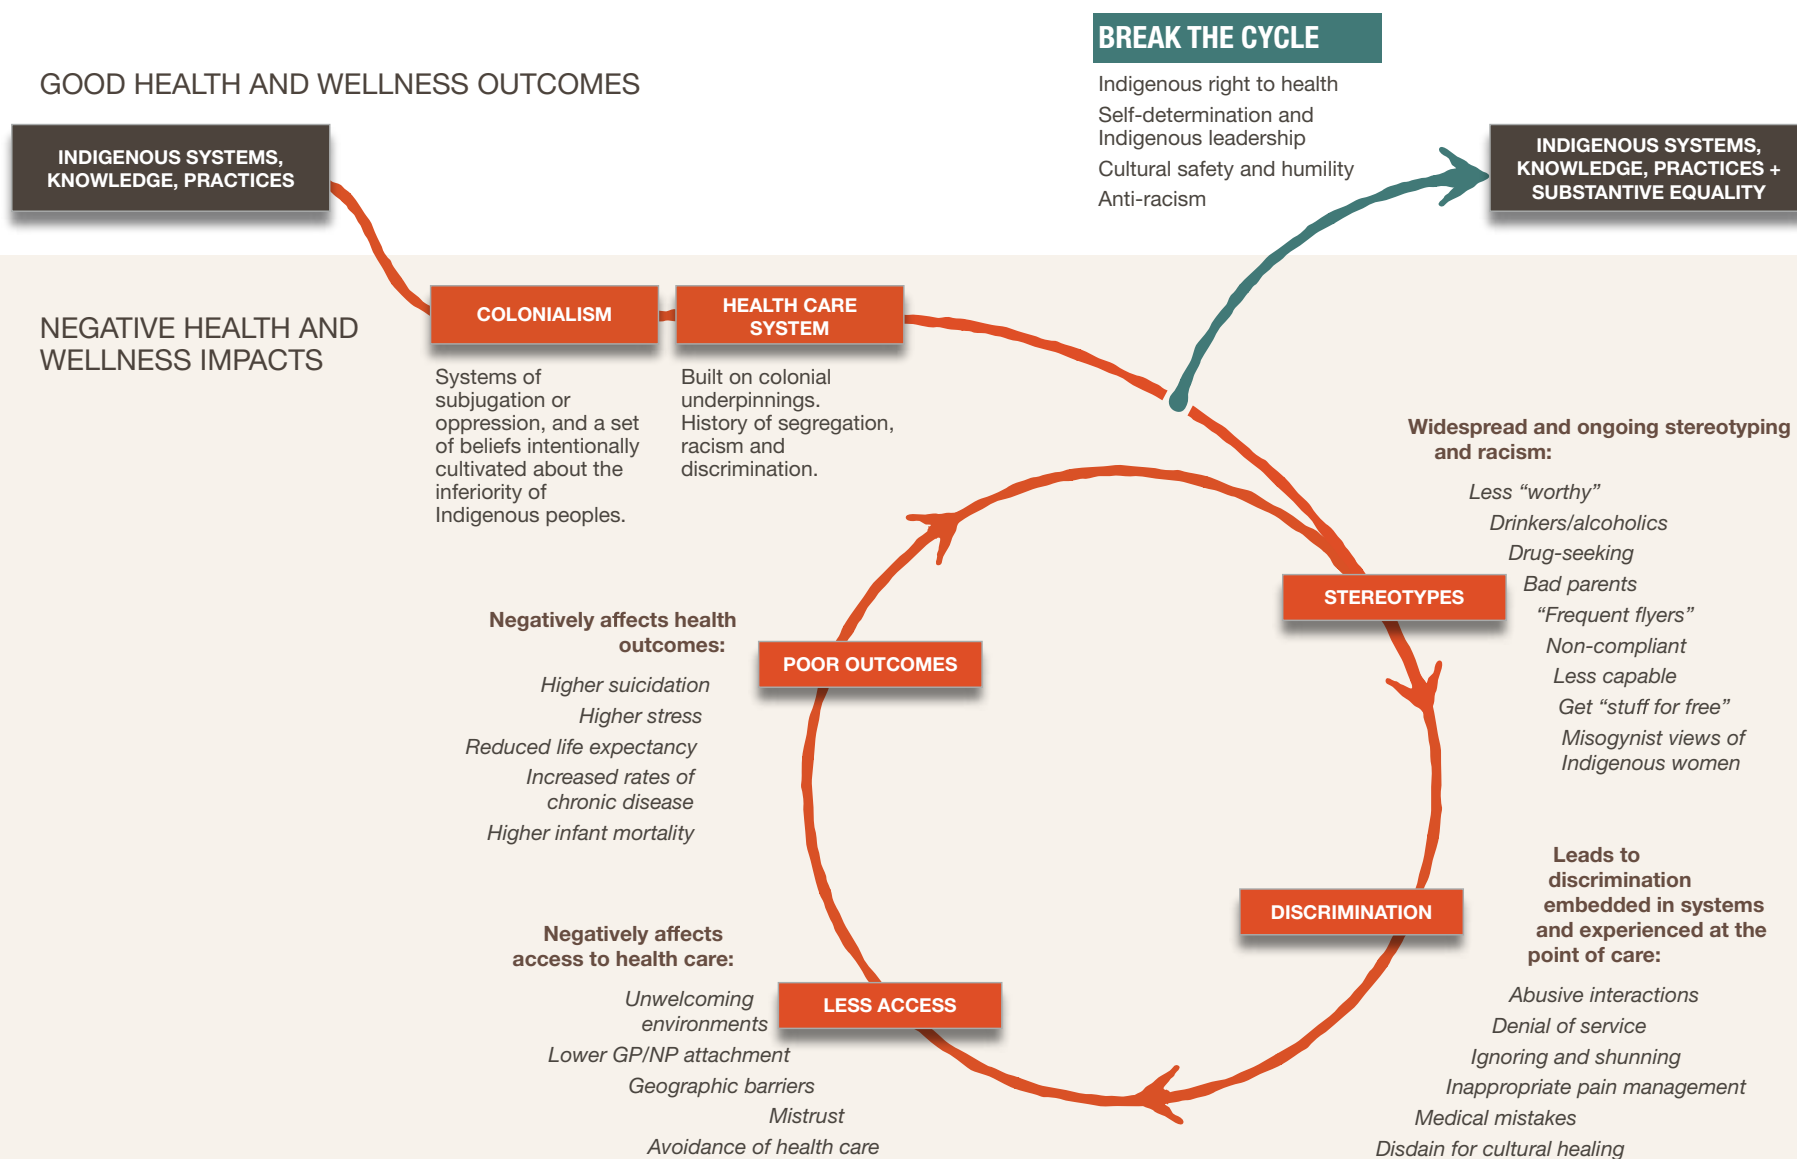 BREAK THE CYCLE
Indigenous right to health
Self-determination and
Indigenous leadership
Cultural safety and humility
Anti-racism
GOOD HEALTH AND WELLNESS OUTCOMES
INDIGENOUS SYSTEMS,
KNOWLEDGE, PRACTICES
INDIGENOUS SYSTEMS,
KNOWLEDGE, PRACTICES +
SUBSTANTIVE EQUALITY
NEGATIVE HEALTH AND
WELLNESS IMPACTS
COLONIALISM
Systems of
subjugation or
oppression, and a set
of beliefs intentionally
cultivated about the
inferiority of
Indigenous peoples.
HEALTH CARE
SYSTEM
Built on colonial
underpinnings.
History of segregation,
racism and
discrimination.
STEREOTYPES
Widespread and ongoing stereotyping
and racism:
Less “worthy”
Drinkers/alcoholics
Drug-seeking
Bad parents
“Frequent flyers”
Non-compliant
Less capable
Get “stuff for free”
Misogynist views of
Indigenous women
DISCRIMINATION
Leads to
discrimination
embedded in systems
and experienced at the
point of care:
Abusive interactions
Denial of service
Ignoring and shunning
Inappropriate pain management
Medical mistakes
Disdain for cultural healing
LESS ACCESS
Negatively affects
access to health care:
Unwelcoming
environments
Lower GP/NP attachment
Geographic barriers
Mistrust
Avoidance of health care
POOR OUTCOMES
Negatively affects health
outcomes:
Higher suicidation
Higher stress
Reduced life expectancy
Increased rates of
chronic disease
Higher infant mortality